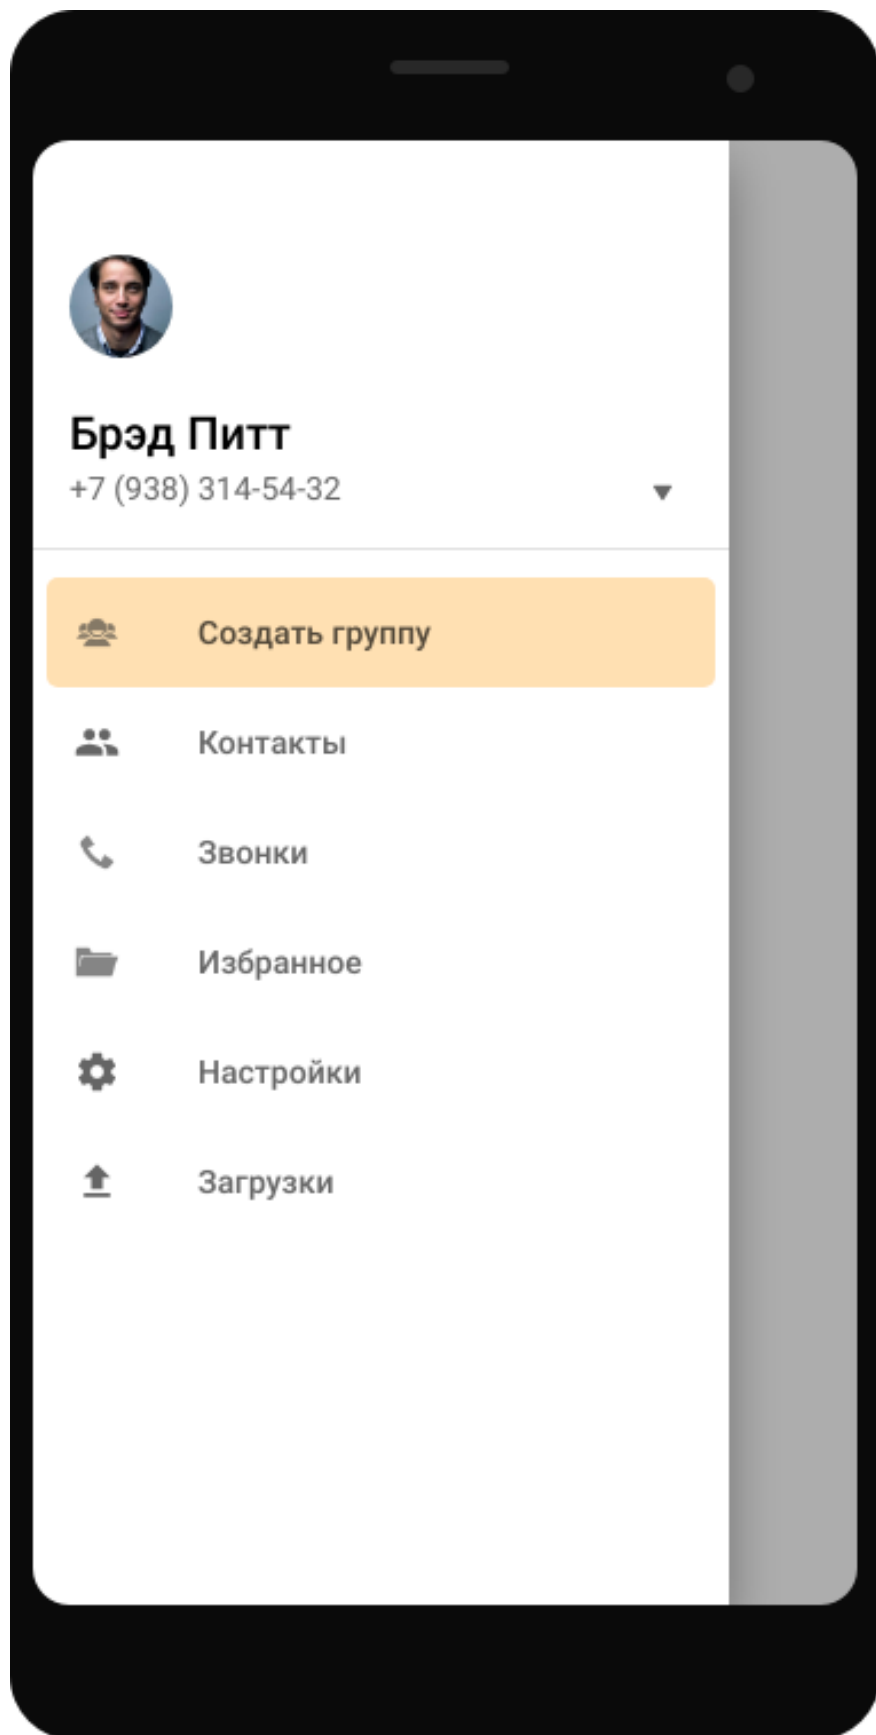 Брэд Питт
+7 (938) 314-54-32
Создать группу
Контакты
Звонки
Избранное
Настройки
Загрузки